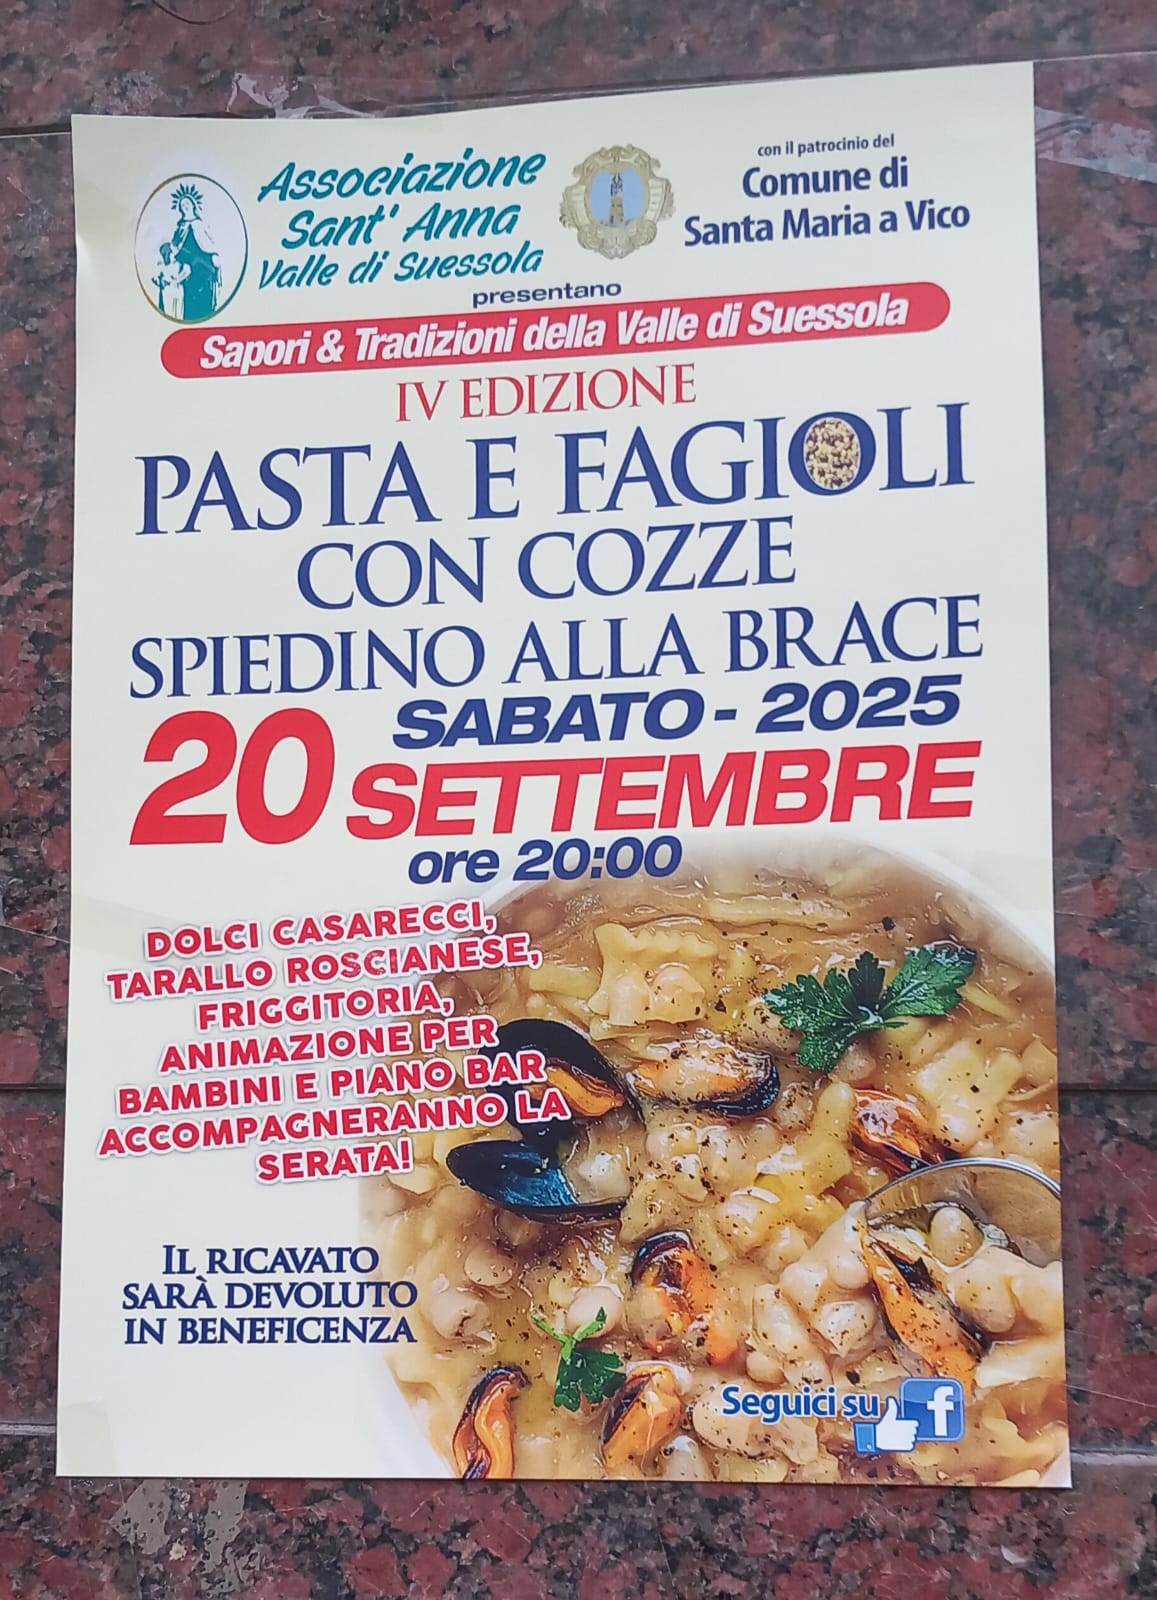 Associazione
Sant' Anna
Valle di Suessola
con il patrocinio del
Comune di
Santa Maria a Vico
presentano
Sapori & Tradizioni della Valle di Suessola
IV EDIZIONE
PASTA E FAGIOLI
CON COZZE
SPIEDINO ALLA BRACE
SABATO - 2025
20 SETTEMBRE
ore 20:00
DOLCI CASARECCI,
TARALLO ROSCIANESE,
FRIGGITORIA,
ANIMAZIONE PER
BAMBINI E PIANO BAR
ACCOMPAGNERANNO LA
SERATA!
IL RICAVATO
SARÀ DEVOLUTO
IN BENEFICENZA
Seguici su f